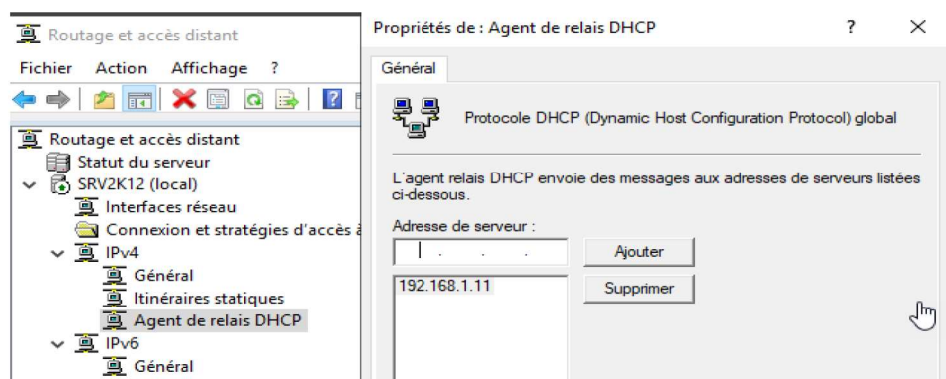 Routage et accès distant
Fichier Action Affichage ?
Routage et accès distant
Statut du serveur
SRV2K12 (local)
Interfaces réseau
Connexion et stratégies d'accès à
IPv4
Général
Itinéraires statiques
Agent de relais DHCP
IPv6
Général
Propriétés de : Agent de relais DHCP ?
Général
Protocole DHCP (Dynamic Host Configuration Protocol) global
L'agent relais DHCP envoie des messages aux adresses de serveurs listées
ci-dessous.
Adresse de serveur :
Ajouter
192.168.1.11
Supprimer